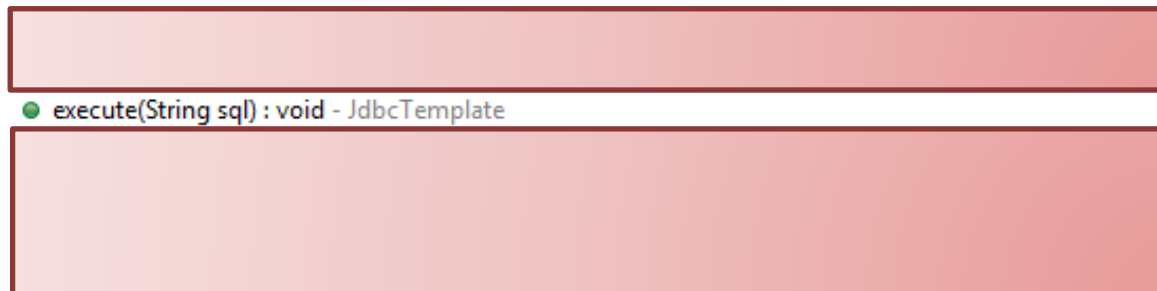 execute(String sql) : void - JdbcTemplate